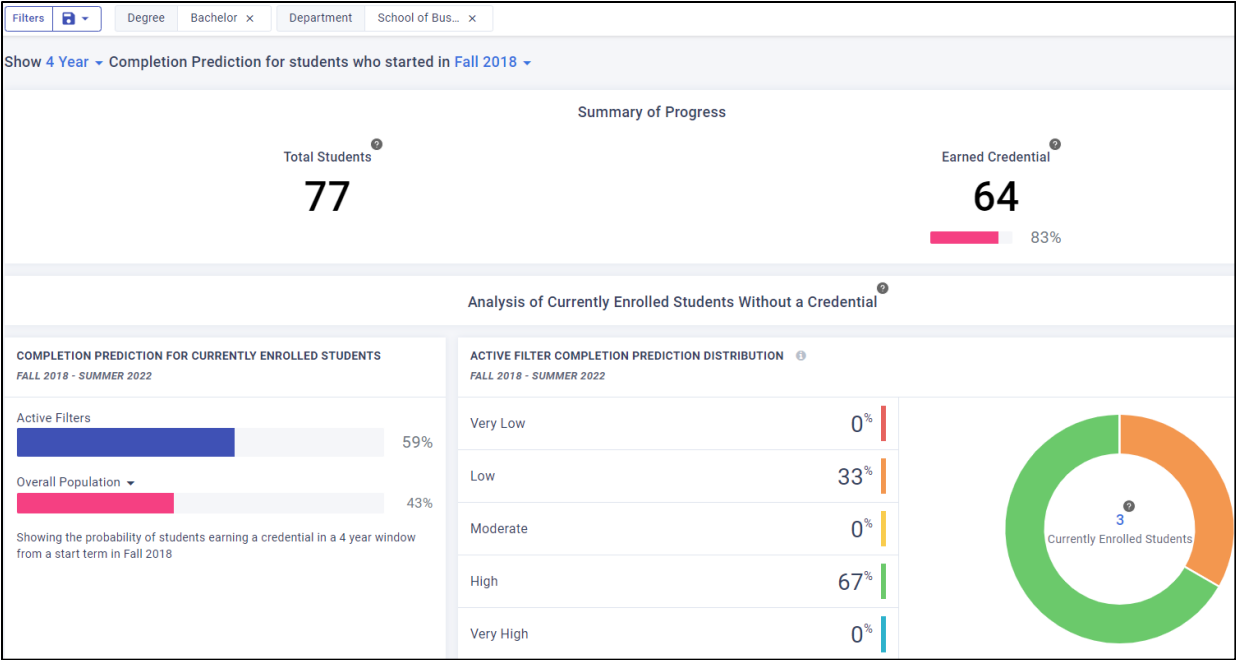 Filters Degree Bachelor × Department School of Bus... ×
Show 4 Year Completion Prediction for students who started in Fall 2018
Summary of Progress
Total Students ?
77
Earned Credential ?
64
83%
Analysis of Currently Enrolled Students Without a Credential ?
COMPLETION PREDICTION FOR CURRENTLY ENROLLED STUDENTS
FALL 2018 - SUMMER 2022
Active Filters
59%
Overall Population
43%
Showing the probability of students earning a credential in a 4 year window
from a start term in Fall 2018
ACTIVE FILTER COMPLETION PREDICTION DISTRIBUTION i
FALL 2018 - SUMMER 2022
Very Low 0%
Low 33%
Moderate 0%
High 67%
Very High 0%
?
3
Currently Enrolled Students